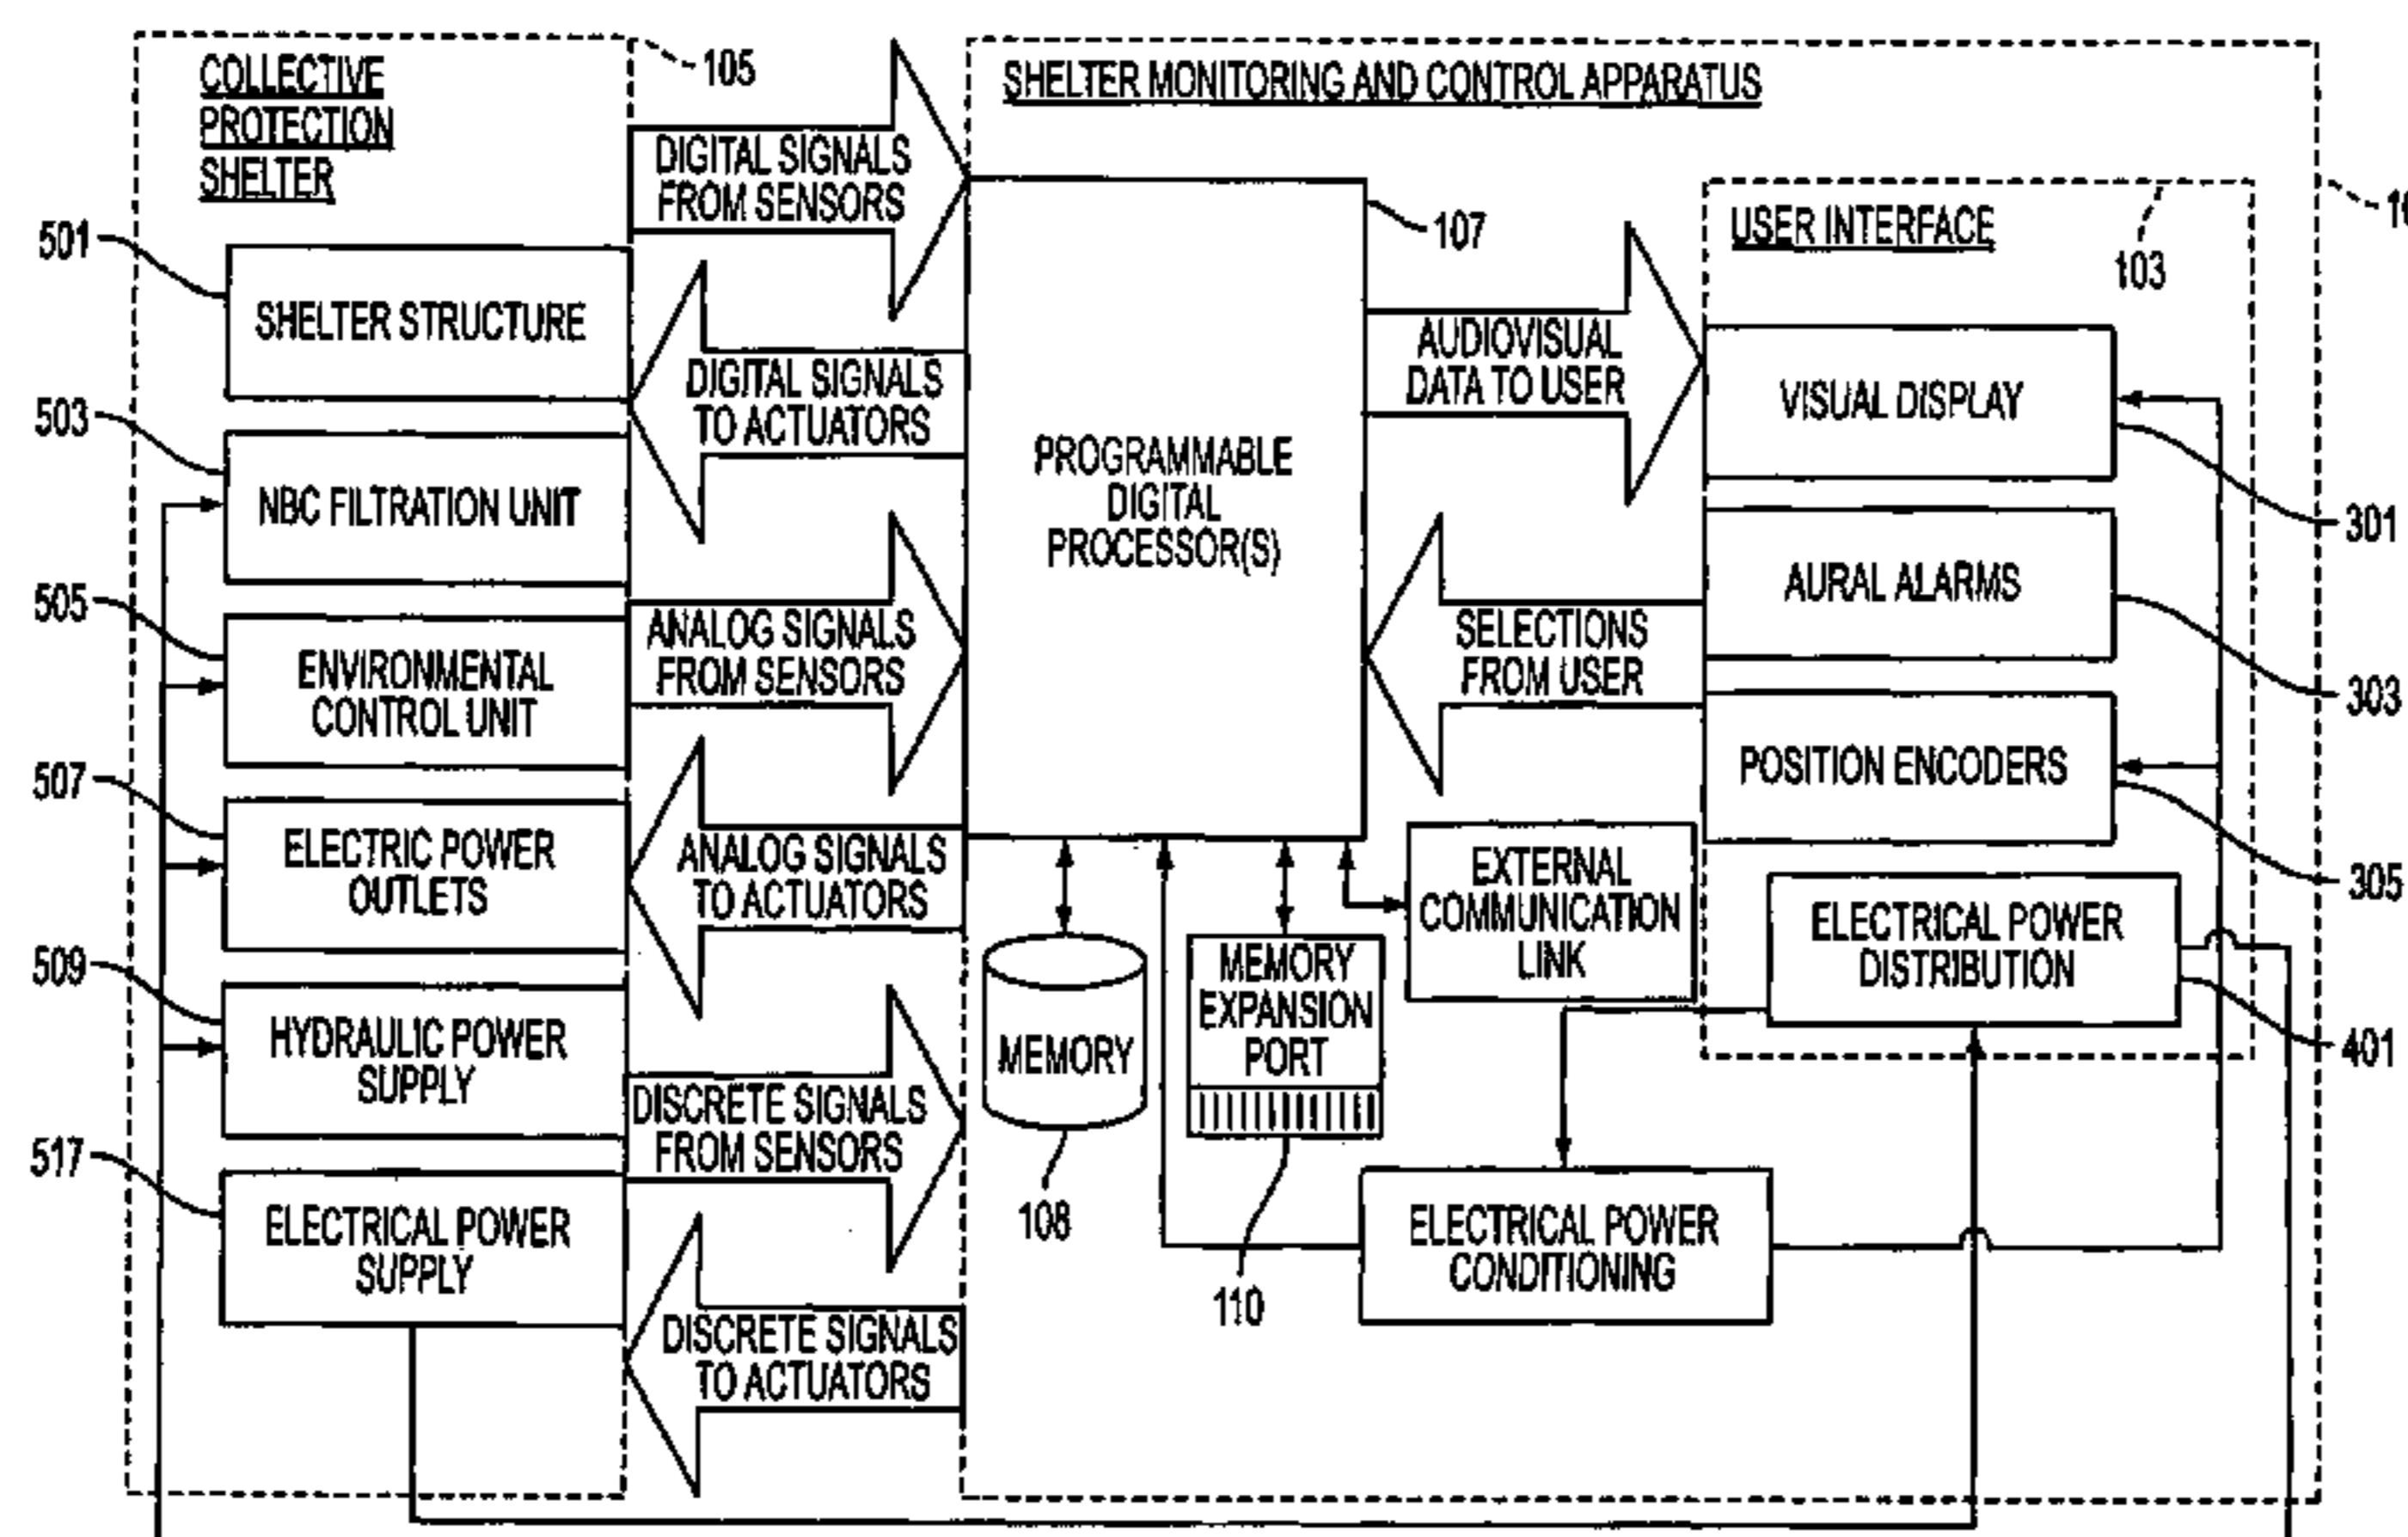 COLLECTIVE
PROTECTION
SHELTER
105
501
SHELTER STRUCTURE
503
NBC FILTRATION UNIT
505
ENVIRONMENTAL
CONTROL UNIT
507
ELECTRIC POWER
OUTLETS
509
HYDRAULIC POWER
SUPPLY
517
ELECTRICAL POWER
SUPPLY
DIGITAL SIGNALS
FROM SENSORS
DIGITAL SIGNALS
TO ACTUATORS
ANALOG SIGNALS
FROM SENSORS
ANALOG SIGNALS
TO ACTUATORS
DISCRETE SIGNALS
FROM SENSORS
DISCRETE SIGNALS
TO ACTUATORS
SHELTER MONITORING AND CONTROL APPARATUS
PROGRAMMABLE
DIGITAL
PROCESSOR(S)
107
MEMORY
108
MEMORY
EXPANSION
PORT
110
EXTERNAL
COMMUNICATION
LINK
ELECTRICAL POWER
CONDITIONING
AUDIOVISUAL
DATA TO USER
SELECTIONS
FROM USER
USER INTERFACE
103
VISUAL DISPLAY
301
AURAL ALARMS
303
POSITION ENCODERS
305
ELECTRICAL POWER
DISTRIBUTION
401